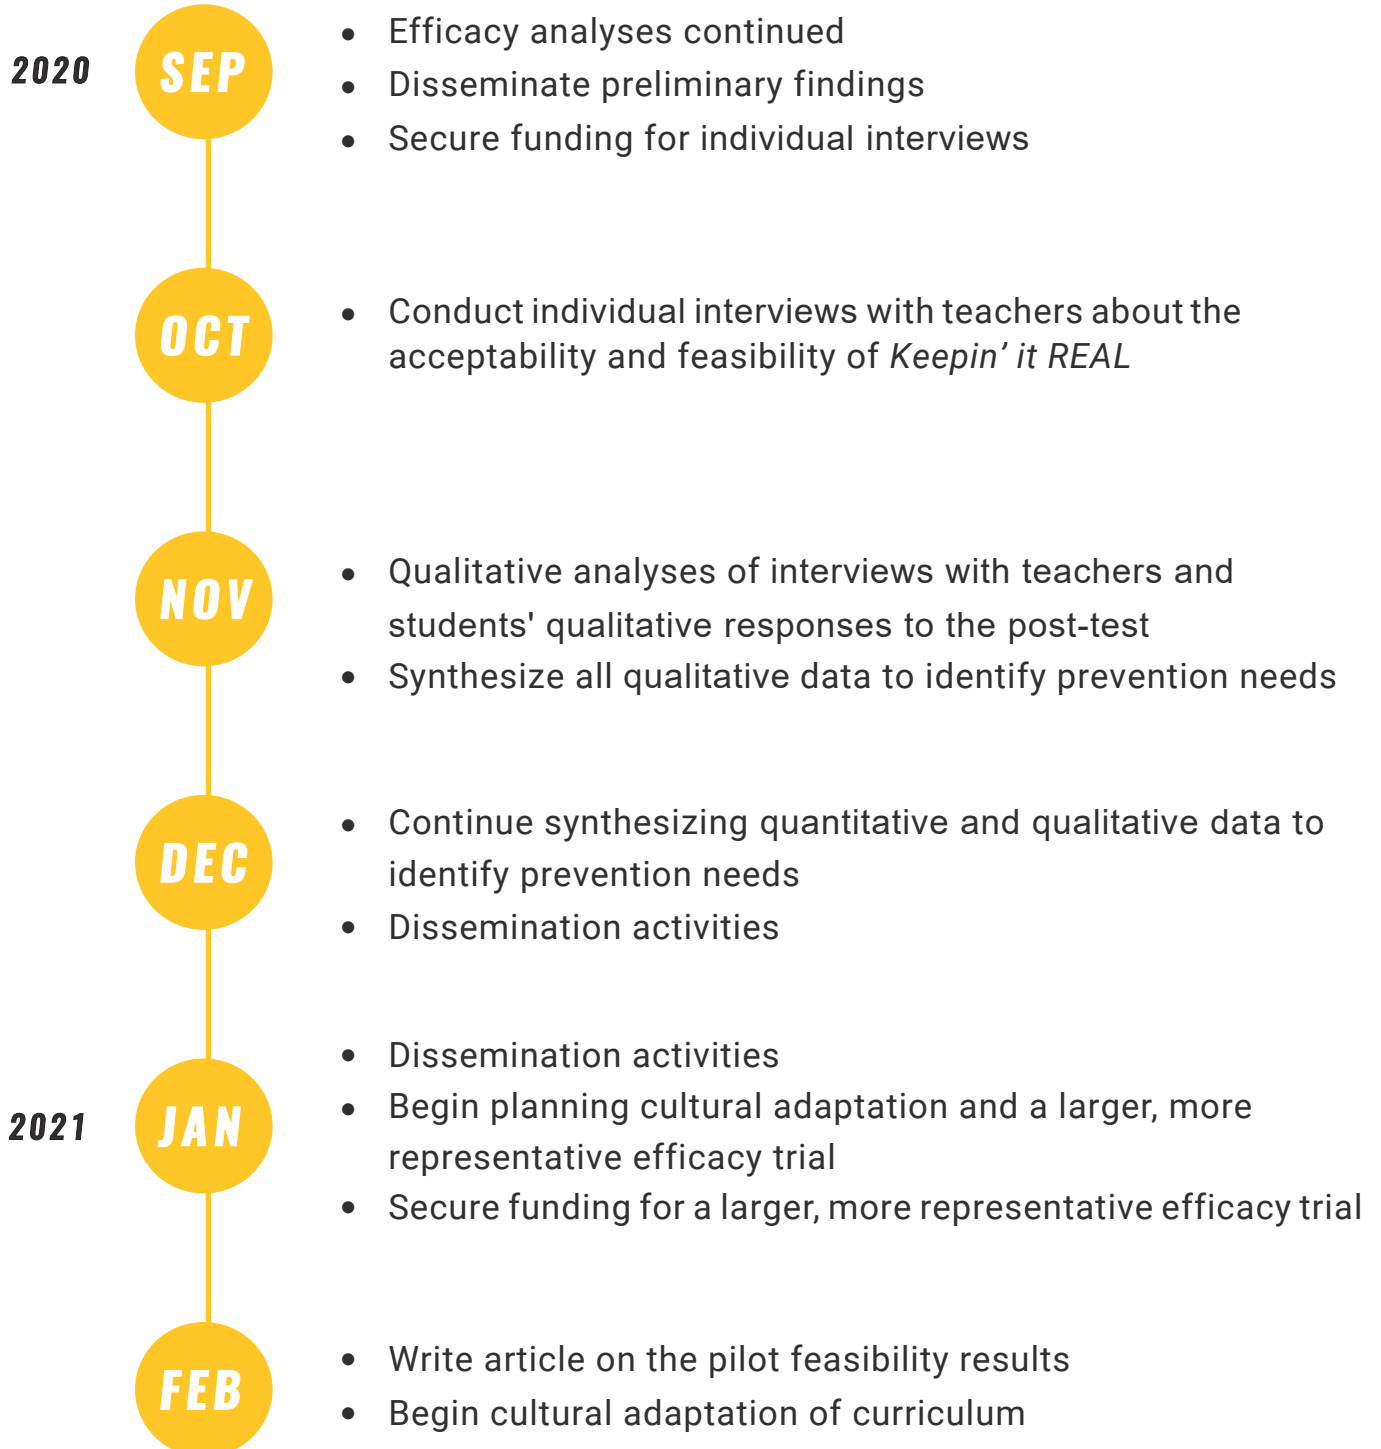 2020
SEP
• Efficacy analyses continued
• Disseminate preliminary findings
• Secure funding for individual interviews
OCT
• Conduct individual interviews with teachers about the
acceptability and feasibility of Keepin’ it REAL
NOV
• Qualitative analyses of interviews with teachers and
students' qualitative responses to the post-test
• Synthesize all qualitative data to identify prevention needs
DEC
• Continue synthesizing quantitative and qualitative data to
identify prevention needs
• Dissemination activities
2021
JAN
• Dissemination activities
• Begin planning cultural adaptation and a larger, more
representative efficacy trial
• Secure funding for a larger, more representative efficacy trial
FEB
• Write article on the pilot feasibility results
• Begin cultural adaptation of curriculum